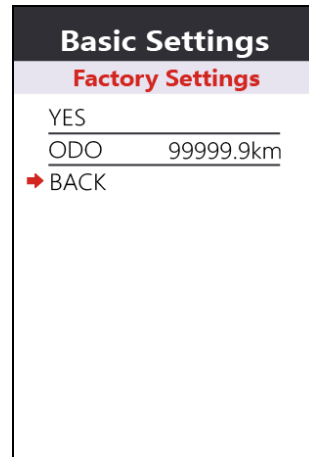 Basic Settings
Factory Settings
YES
ODO 99999.9km
BACK